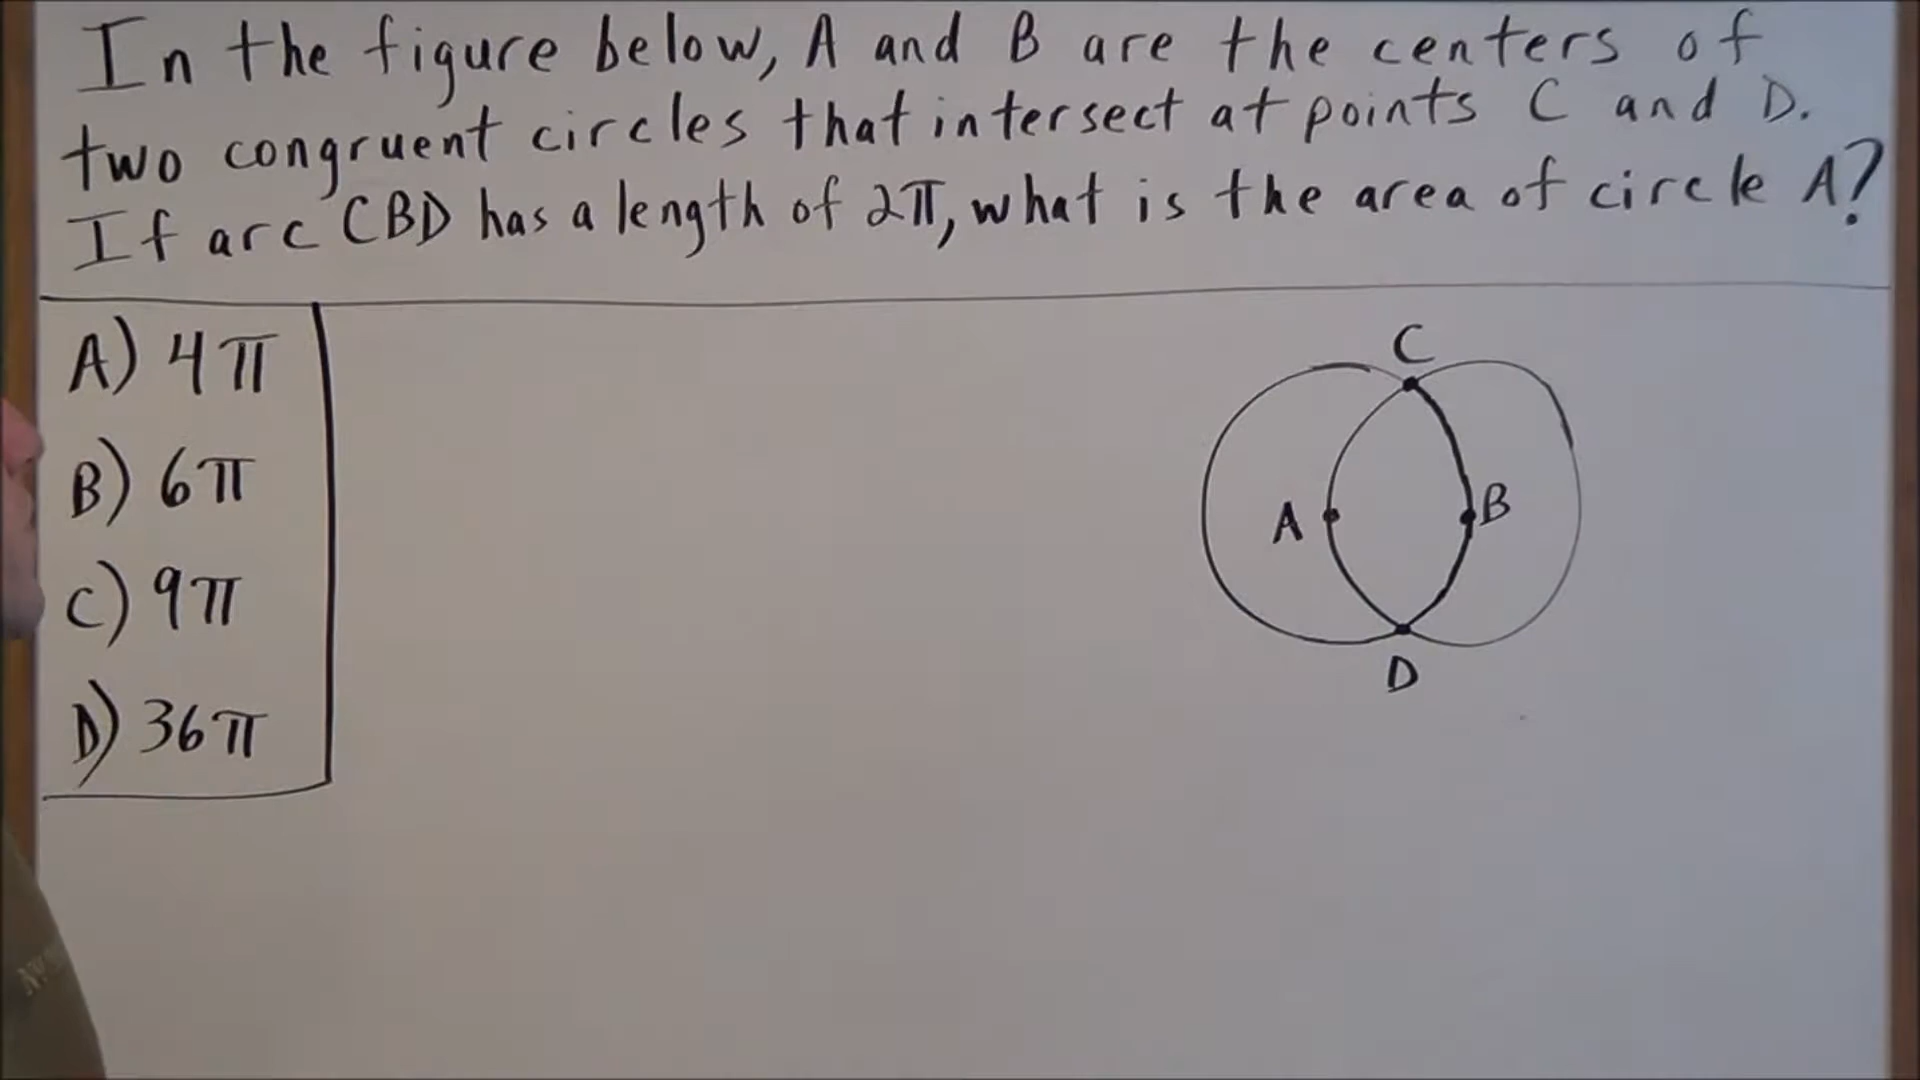 In the figure below, A and B are the centers of
two congruent circles that intersect at points C and D.
If arc CBD has a length of 2π, what is the area of circle A?
A) 4π
B) 6π
C) 9π
D) 36π
C
A
B
D